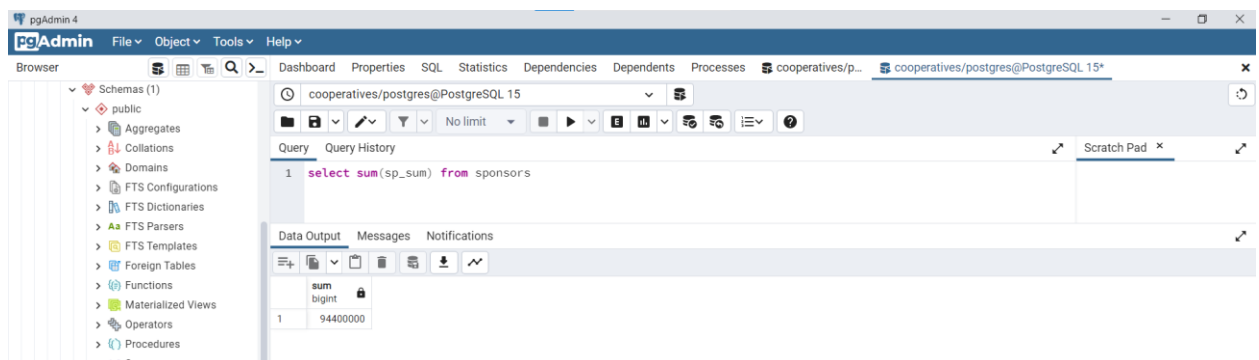 pgAdmin 4
pgAdmin File Object Tools Help
Browser Dashboard Properties SQL Statistics Dependencies Dependents Processes cooperatives/p... cooperatives/postgres@PostgreSQL 15*
Schemas (1)
public
Aggregates
Collations
Domains
FTS Configurations
FTS Dictionaries
FTS Parsers
FTS Templates
Foreign Tables
Functions
Materialized Views
Operators
Procedures
cooperatives/postgres@PostgreSQL 15
No limit
Query Query History Scratch Pad
1 select sum(sp_sum) from sponsors
Data Output Messages Notifications
sum
bigint
1 94400000